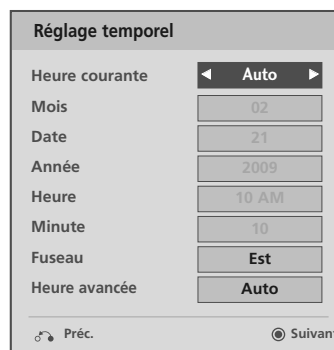 Réglage temporel
Heure courante Auto
Mois 02
Date 21
Année 2009
Heure 10 AM
Minute 10
Fuseau Est
Heure avancée Auto
Préc. Suivant